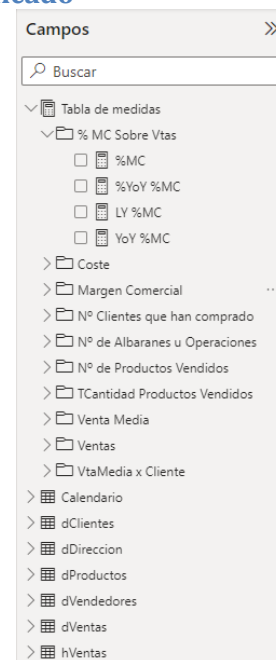 Campos
Buscar
Tabla de medidas
% MC Sobre Vtas
%MC
%YoY %MC
LY %MC
YoY %MC
Coste
Margen Comercial
Nº Clientes que han comprado
Nº de Albaranes u Operaciones
Nº de Productos Vendidos
TCantidad Productos Vendidos
Venta Media
Ventas
VtaMedia x Cliente
Calendario
dClientes
dDireccion
dProductos
dVendedores
dVentas
hVentas